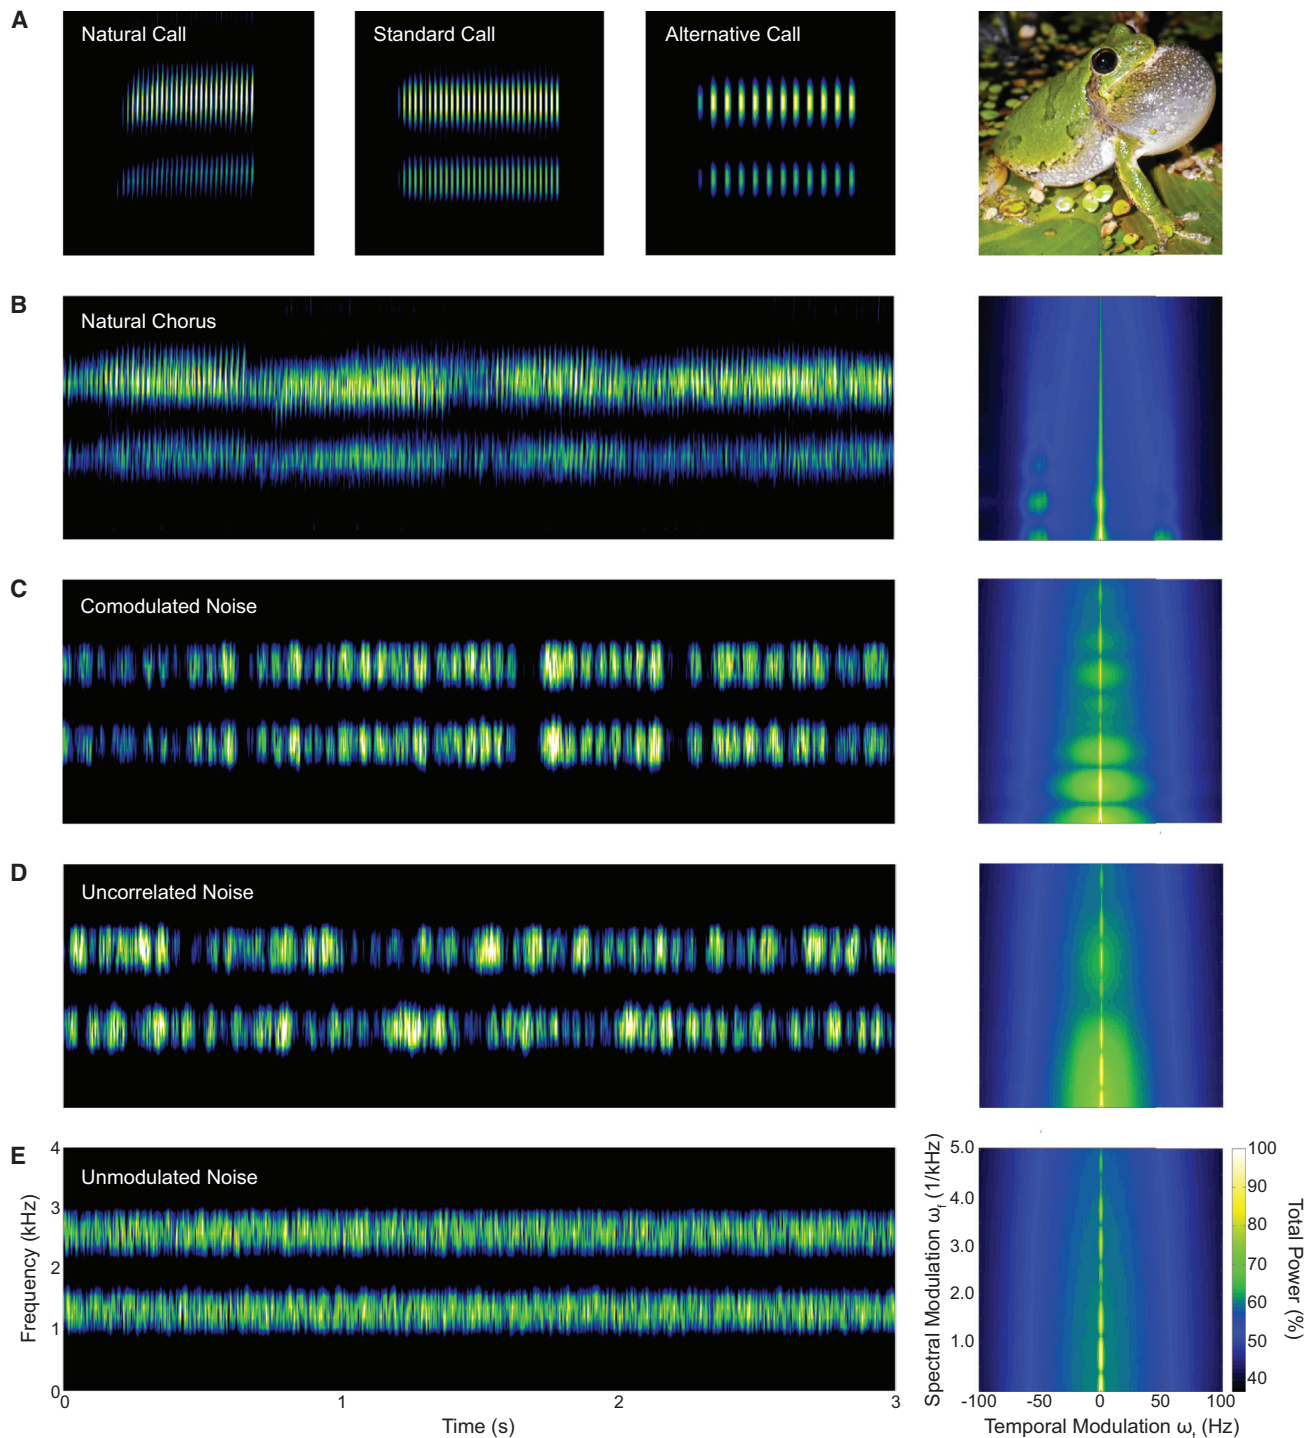 A
Natural Call
Standard Call
Alternative Call
B
Natural Chorus
C
Comodulated Noise
D
Uncorrelated Noise
E
Unmodulated Noise
4
3
2
1
0
Frequency (kHz)
0
1
2
3
Time (s)
Spectral Modulation ωf (1/kHz)
5.0
4.0
3.0
2.0
1.0
-100
-50
0
50
100
Temporal Modulation ωt (Hz)
100
90
80
70
60
50
40
Total Power (%)